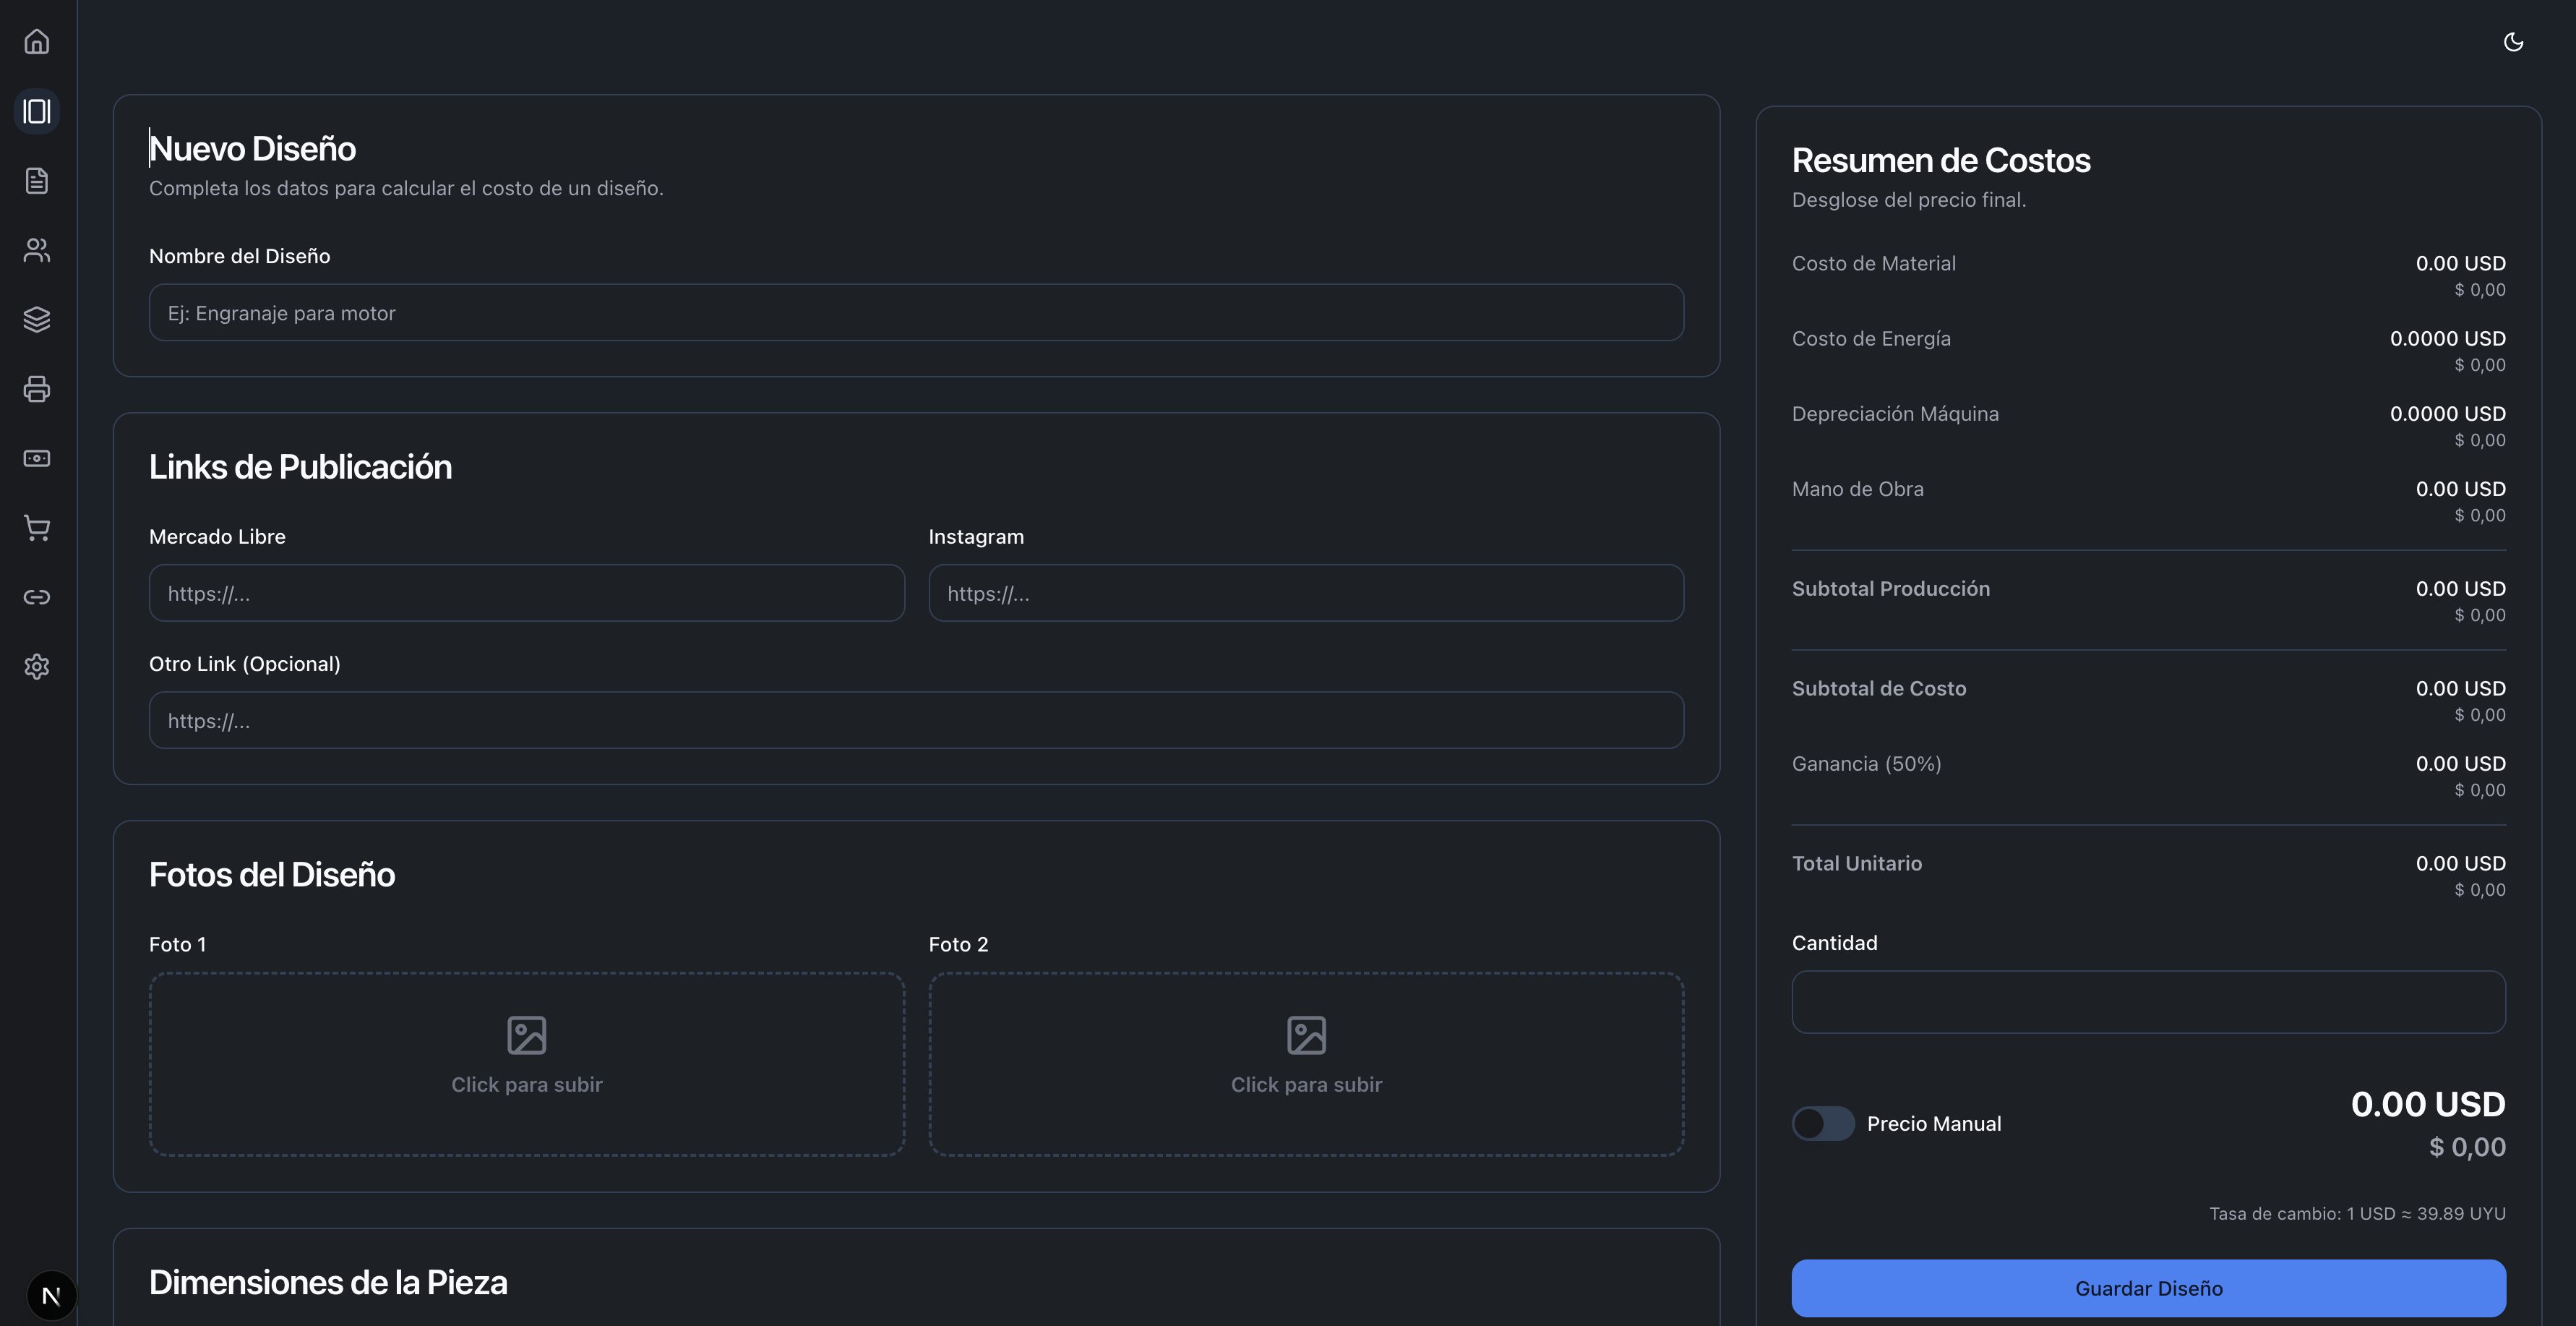 Nuevo Diseño
Completa los datos para calcular el costo de un diseño.
Nombre del Diseño
Ej: Engranaje para motor
Links de Publicación
Mercado Libre
Instagram
https://...
https://...
Otro Link (Opcional)
https://...
Fotos del Diseño
Foto 1
Foto 2
Click para subir
Click para subir
Dimensiones de la Pieza
N
Resumen de Costos
Desglose del precio final.
Costo de Material 0.00 USD
$ 0,00
Costo de Energía 0.0000 USD
$ 0,00
Depreciación Máquina 0.0000 USD
$ 0,00
Mano de Obra 0.00 USD
$ 0,00
Subtotal Producción 0.00 USD
$ 0,00
Subtotal de Costo 0.00 USD
$ 0,00
Ganancia (50%) 0.00 USD
$ 0,00
Total Unitario 0.00 USD
$ 0,00
Cantidad
Precio Manual 0.00 USD
$ 0,00
Tasa de cambio: 1 USD ≈ 39.89 UYU
Guardar Diseño